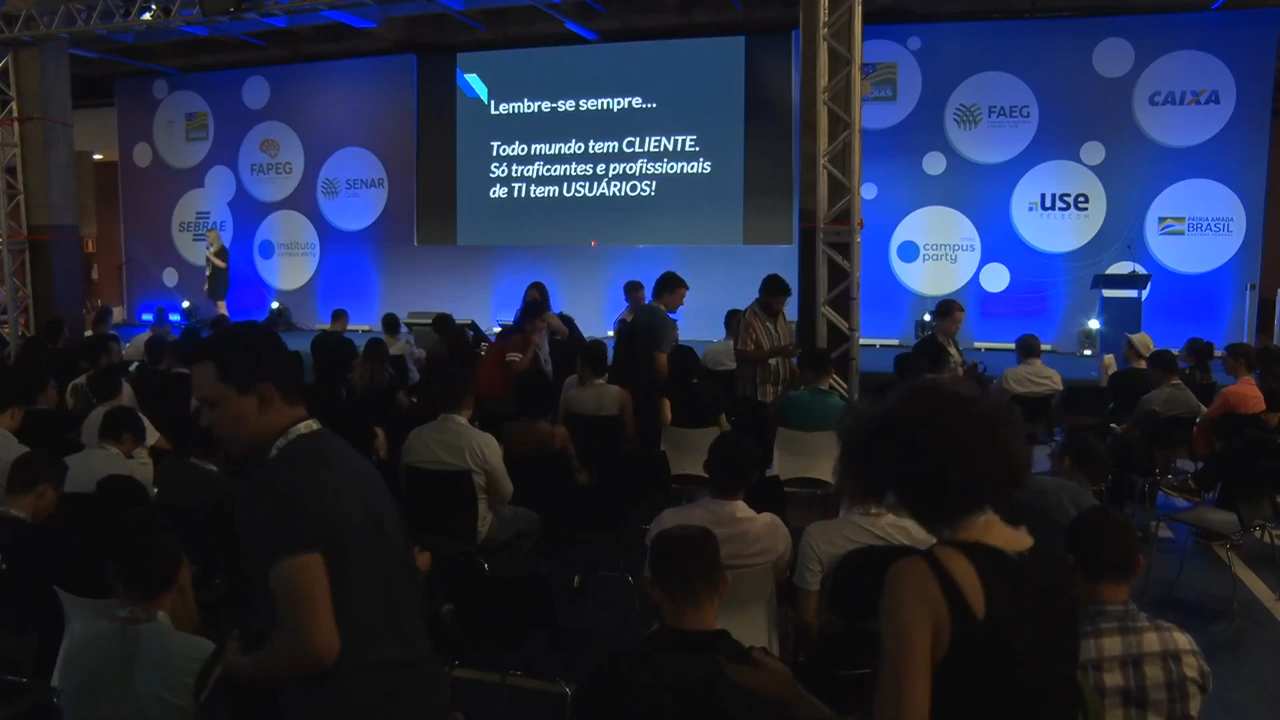 Lembre-se sempre...
Todo mundo tem CLIENTE.
Só traficantes e profissionais
de TI tem USUÁRIOS!
FAPEG
SENAR
SEBRAE
instituto
campus party
FAEG
CAIXA
.use
TELECOM
campus
party
PÁTRIA AMADA
BRASIL